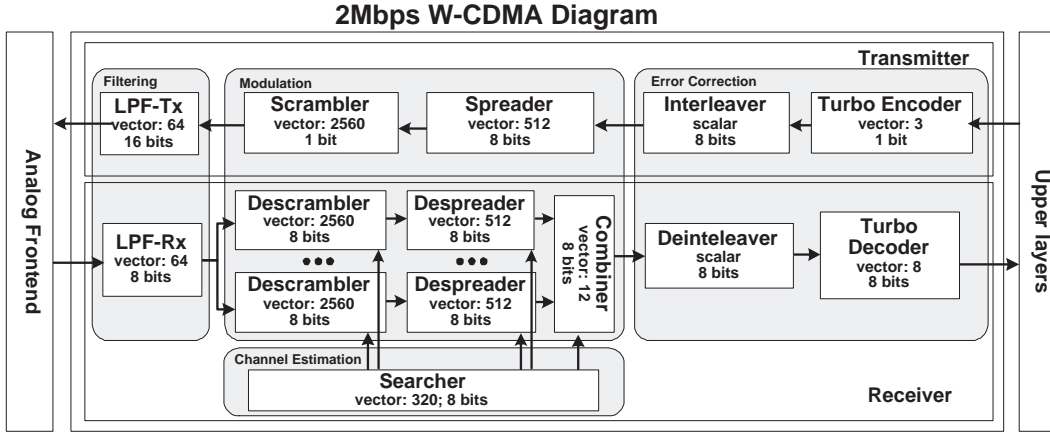 2Mbps W-CDMA Diagram
Analog Frontend
Transmitter
Filtering
LPF-Tx
vector: 64
16 bits
Modulation
Scrambler
vector: 2560
1 bit
Spreader
vector: 512
8 bits
Error Correction
Interleaver
scalar
8 bits
Turbo Encoder
vector: 3
1 bit
Upper layers
LPF-Rx
vector: 64
8 bits
Descrambler
vector: 2560
8 bits
Despreader
vector: 512
8 bits
Descrambler
vector: 2560
8 bits
Despreader
vector: 512
8 bits
Combiner
vector: 12
8 bits
Deinteleaver
scalar
8 bits
Turbo
Decoder
vector: 8
8 bits
Channel Estimation
Searcher
vector: 320; 8 bits
Receiver